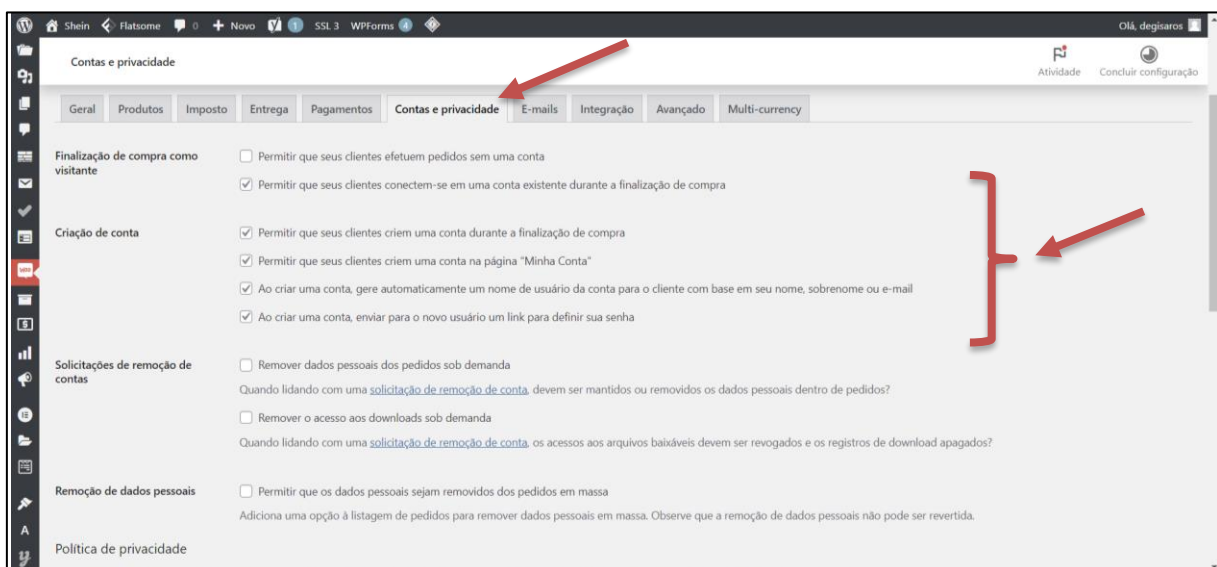 Shein Flatsome 0 + Novo 1 SSL 3 WPForms 4 Olá, degisaros
Contas e privacidade Atividade Concluir configuração
Geral Produtos Imposto Entrega Pagamentos Contas e privacidade E-mails Integração Avançado Multi-currency
Finalização de compra como visitante
Permitir que seus clientes efetuem pedidos sem uma conta
Permitir que seus clientes conectem-se em uma conta existente durante a finalização de compra
Criação de conta
Permitir que seus clientes criem uma conta durante a finalização de compra
Permitir que seus clientes criem uma conta na página "Minha Conta"
Ao criar uma conta, gere automaticamente um nome de usuário da conta para o cliente com base em seu nome, sobrenome ou e-mail
Ao criar uma conta, enviar para o novo usuário um link para definir sua senha
Solicitações de remoção de contas
Remover dados pessoais dos pedidos sob demanda
Quando lidando com uma solicitação de remoção de conta, devem ser mantidos ou removidos os dados pessoais dentro de pedidos?
Remover o acesso aos downloads sob demanda
Quando lidando com uma solicitação de remoção de conta, os acessos aos arquivos baixáveis devem ser revogados e os registros de download apagados?
Remoção de dados pessoais
Permitir que os dados pessoais sejam removidos dos pedidos em massa
Adiciona uma opção à listagem de pedidos para remover dados pessoais em massa. Observe que a remoção de dados pessoais não pode ser revertida.
Política de privacidade